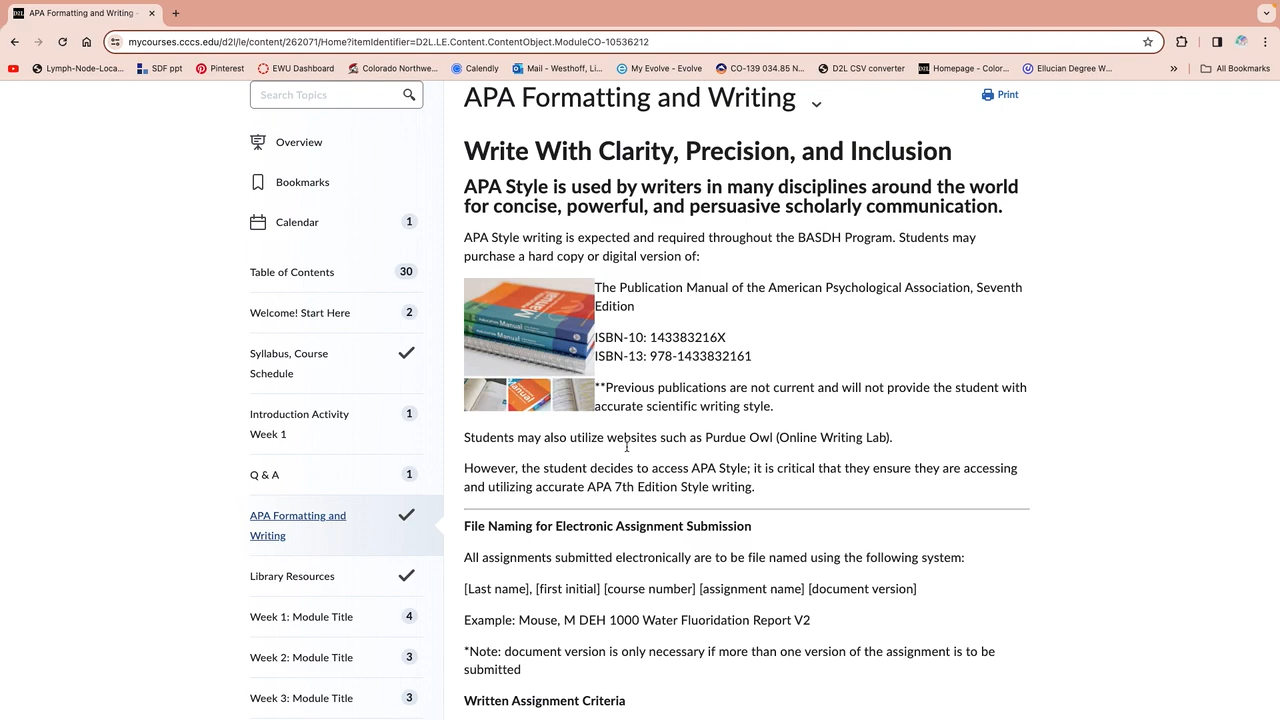 APA Formatting and Writing -
mycourses.cccs.edu/d2l/le/content/262071/Home?itemIdentifier=D2L.LE.Content.ContentObject.ModuleCO-10536212
Lymph-Node-Loca...
SDF ppt
Pinterest
EWU Dashboard
Colorado Northwe...
Calendly
Mail - Westhoff, Li...
My Evolve - Evolve
CO-139 034.85 N...
D2L CSV converter
Homepage - Color...
Ellucian Degree W...
»
All Bookmarks
Search Topics
Overview
Bookmarks
Calendar 1
Table of Contents 30
Welcome! Start Here 2
Syllabus, Course
Schedule
Introduction Activity 1
Week 1
Q & A 1
APA Formatting and
Writing
Library Resources
Week 1: Module Title 4
Week 2: Module Title 3
Week 3: Module Title 3
APA Formatting and Writing
Print
Write With Clarity, Precision, and Inclusion
APA Style is used by writers in many disciplines around the world
for concise, powerful, and persuasive scholarly communication.
APA Style writing is expected and required throughout the BASDH Program. Students may
purchase a hard copy or digital version of:
The Publication Manual of the American Psychological Association, Seventh
Edition
ISBN-10: 143383216X
ISBN-13: 978-1433832161
**Previous publications are not current and will not provide the student with
accurate scientific writing style.
Students may also utilize websites such as Purdue Owl (Online Writing Lab).
However, the student decides to access APA Style; it is critical that they ensure they are accessing
and utilizing accurate APA 7th Edition Style writing.
File Naming for Electronic Assignment Submission
All assignments submitted electronically are to be file named using the following system:
[Last name], [first initial] [course number] [assignment name] [document version]
Example: Mouse, M DEH 1000 Water Fluoridation Report V2
*Note: document version is only necessary if more than one version of the assignment is to be
submitted
Written Assignment Criteria